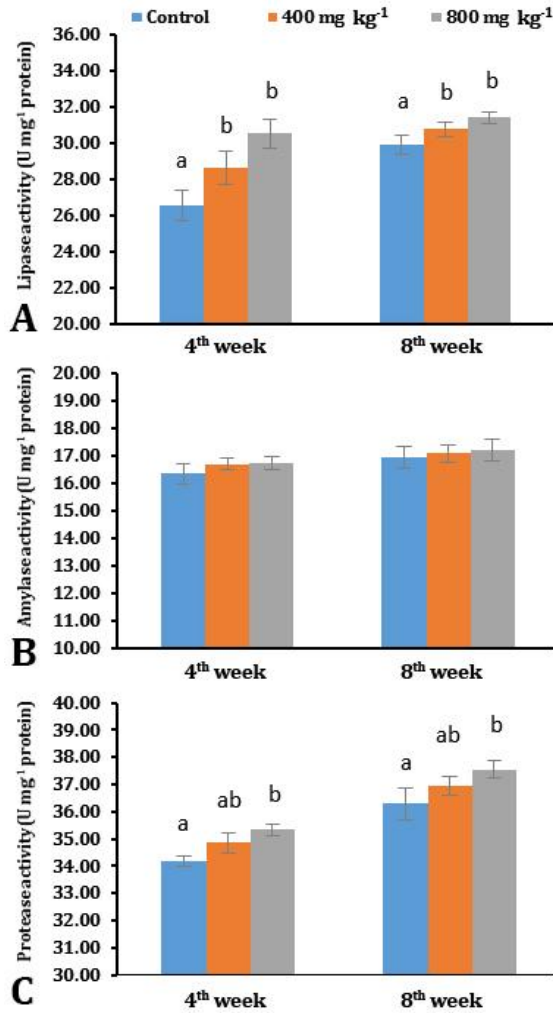 Control 400 mg kg⁻¹ 800 mg kg⁻¹
Lipaseactivity (U mg⁻¹ protein)
36.00
34.00
32.00
30.00
28.00
26.00
24.00
22.00
20.00
a b b a b b
A
4ᵗʰ week 8ᵗʰ week
Amylaseactivity (U mg⁻¹ protein)
20.00
19.00
18.00
17.00
16.00
15.00
14.00
13.00
12.00
11.00
10.00
B
4ᵗʰ week 8ᵗʰ week
Proteaseactivity (U mg⁻¹ protein)
40.00
39.00
38.00
37.00
36.00
35.00
34.00
33.00
32.00
31.00
30.00
a ab b a ab b
C
4ᵗʰ week 8ᵗʰ week